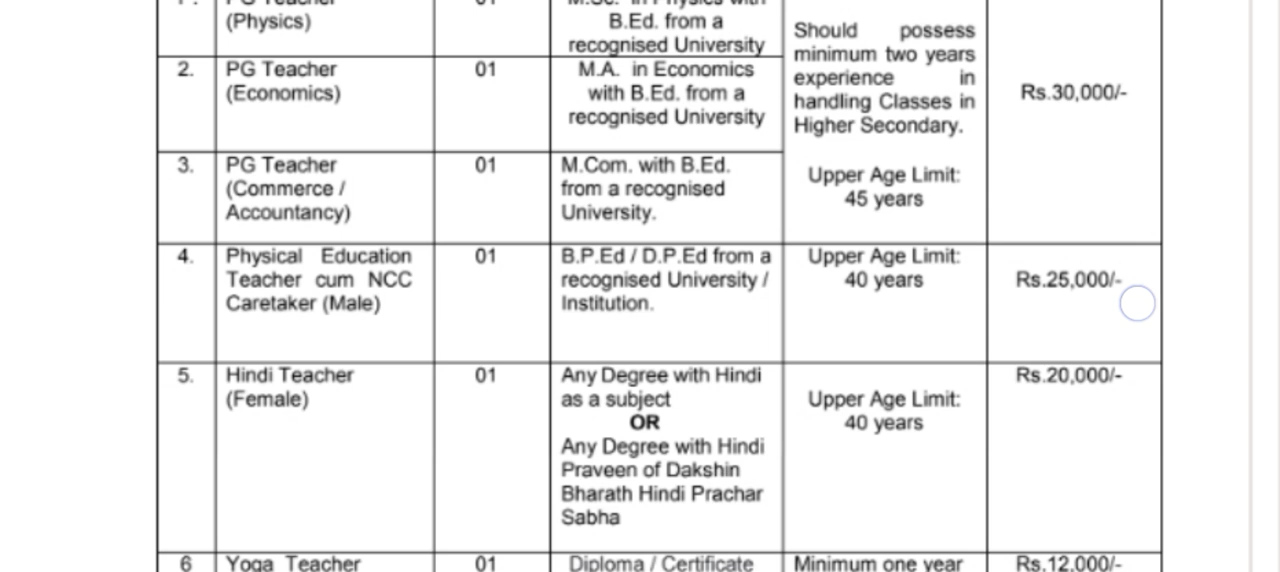 (Physics)
B.Ed. from a
recognised University
2.
PG Teacher
(Economics)
01
M.A. in Economics
with B.Ed. from a
recognised University
Should possess
minimum two years
experience in
handling Classes in
Higher Secondary.
Upper Age Limit:
45 years
Rs.30,000/-
3.
PG Teacher
(Commerce /
Accountancy)
01
M.Com. with B.Ed.
from a recognised
University.
4.
Physical Education
Teacher cum NCC
Caretaker (Male)
01
B.P.Ed / D.P.Ed from a
recognised University /
Institution.
Upper Age Limit:
40 years
Rs.25,000/-
5.
Hindi Teacher
(Female)
01
Any Degree with Hindi
as a subject
OR
Any Degree with Hindi
Praveen of Dakshin
Bharath Hindi Prachar
Sabha
Upper Age Limit:
40 years
Rs.20,000/-
6
Yoga Teacher
01
Diploma / Certificate
Minimum one year
Rs.12,000/-